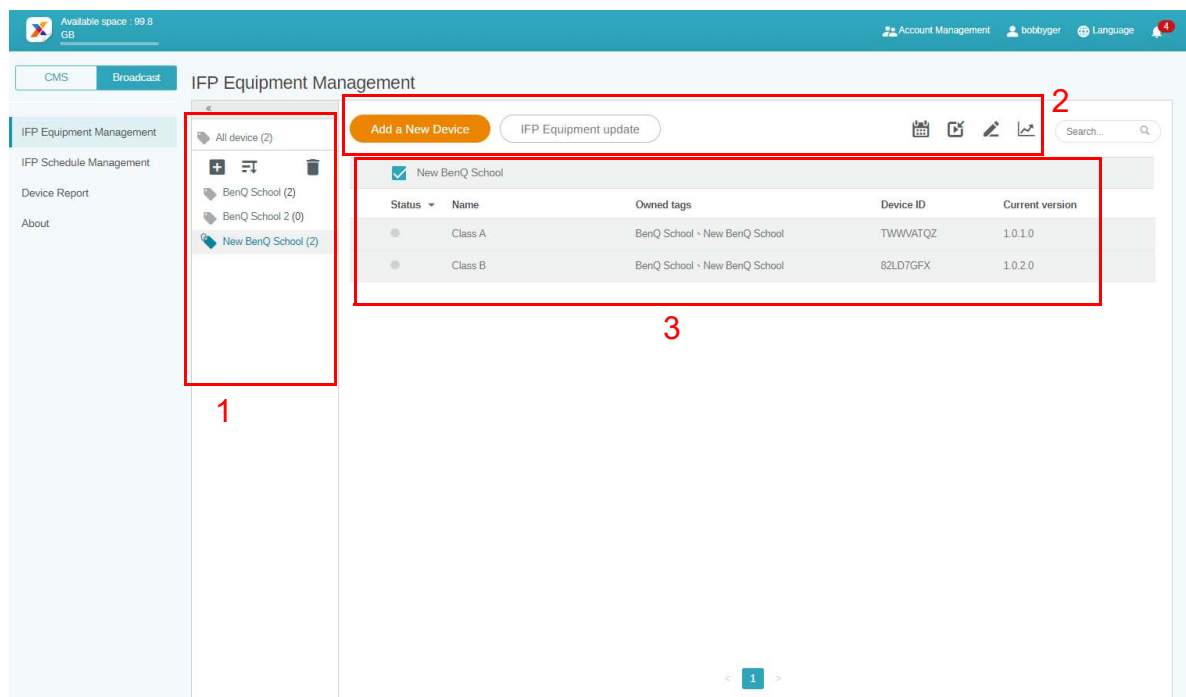 Available space : 99.8
GB
Account Management
bobbyger
Language
4
CMS
Broadcast
IFP Equipment Management
IFP Equipment Management
IFP Schedule Management
Device Report
About
«
All device (2)
BenQ School (2)
BenQ School 2 (0)
New BenQ School (2)
1
Add a New Device
IFP Equipment update
Search...
2
New BenQ School
Status Name Owned tags Device ID Current version
Class A BenQ School、New BenQ School TWWVATQZ 1.0.1.0
Class B BenQ School、New BenQ School 82LD7GFX 1.0.2.0
3
< 1 >